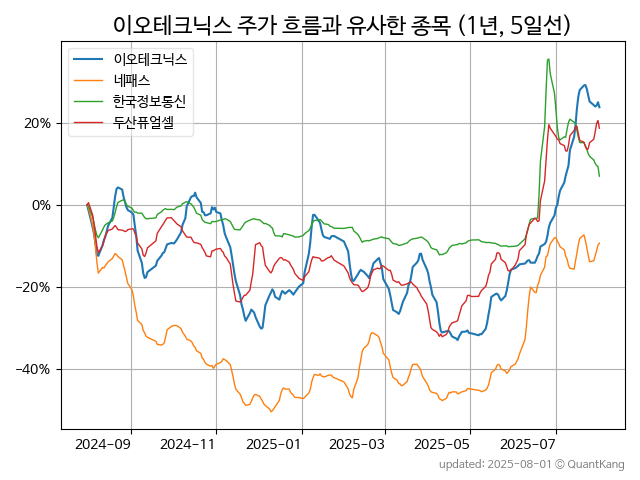 이오테크닉스 주가 흐름과 유사한 종목 (1년, 5일선)
이오테크닉스
네패스
한국정보통신
두산퓨얼셀
20%
0%
−20%
−40%
2024−09
2024−11
2025−01
2025−03
2025−05
2025−07
updated: 2025-08-01 © QuantKang